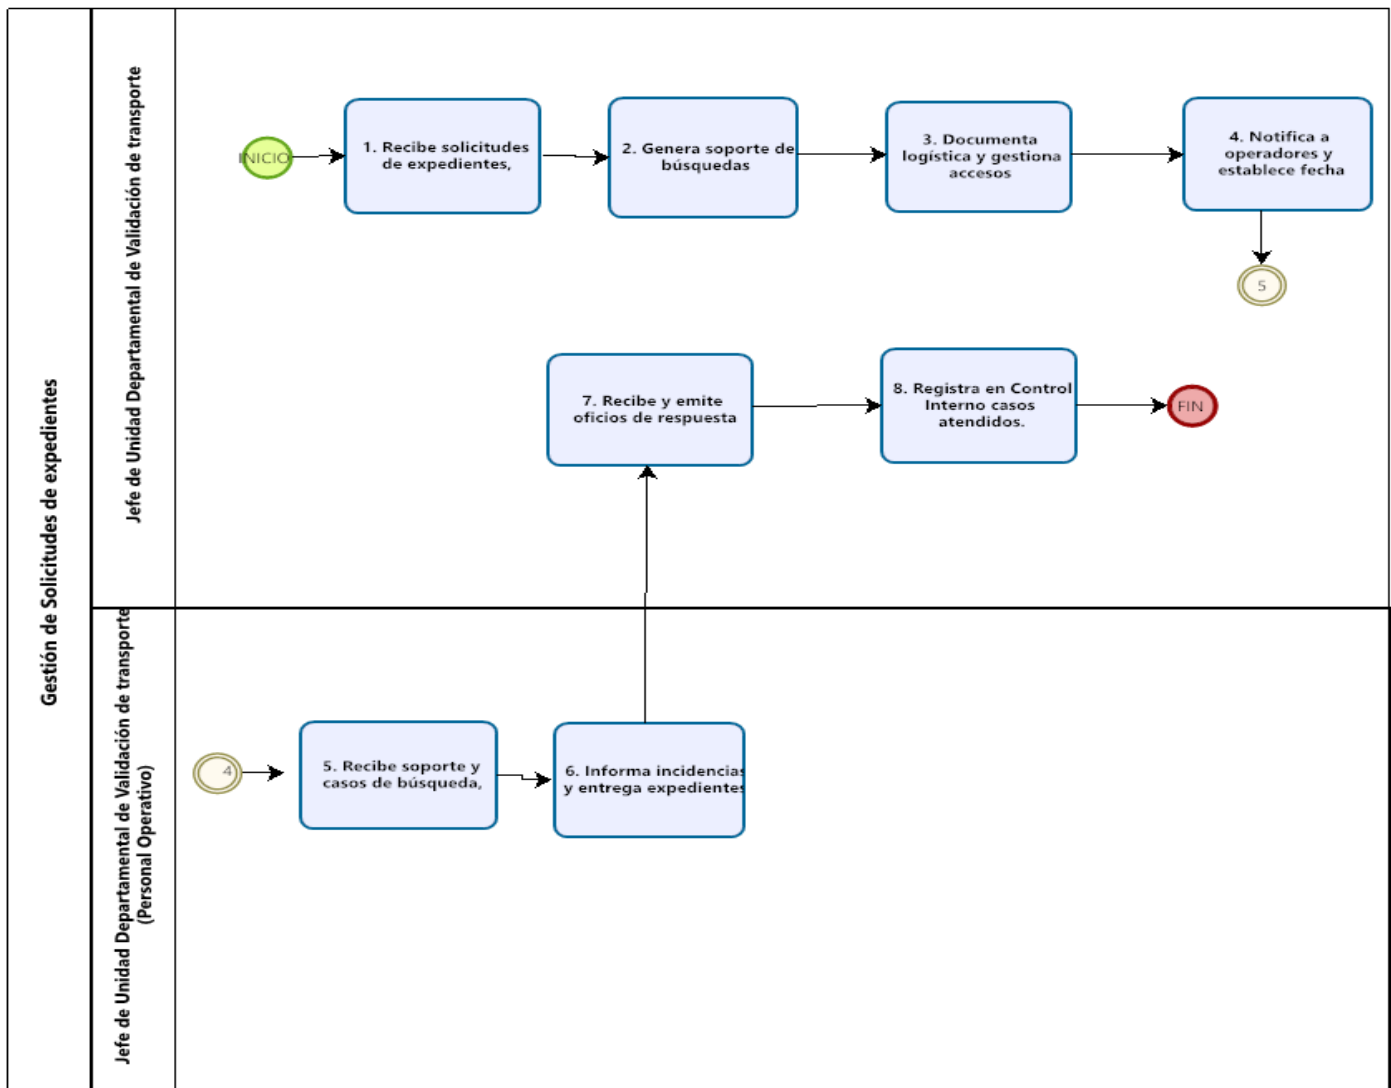 Gestión de Solicitudes de expedientes
Jefe de Unidad Departamental de Validación de transporte
INICIO
1. Recibe solicitudes
de expedientes,
2. Genera soporte de
búsquedas
3. Documenta
logística y gestiona
accesos
4. Notifica a
operadores y
establece fecha
5
7. Recibe y emite
oficios de respuesta
8. Registra en Control
Interno casos
atendidos.
FIN
Jefe de Unidad Departamental de Validación de transporte
(Personal Operativo)
4
5. Recibe soporte y
casos de búsqueda,
6. Informa incidencias
y entrega expedientes